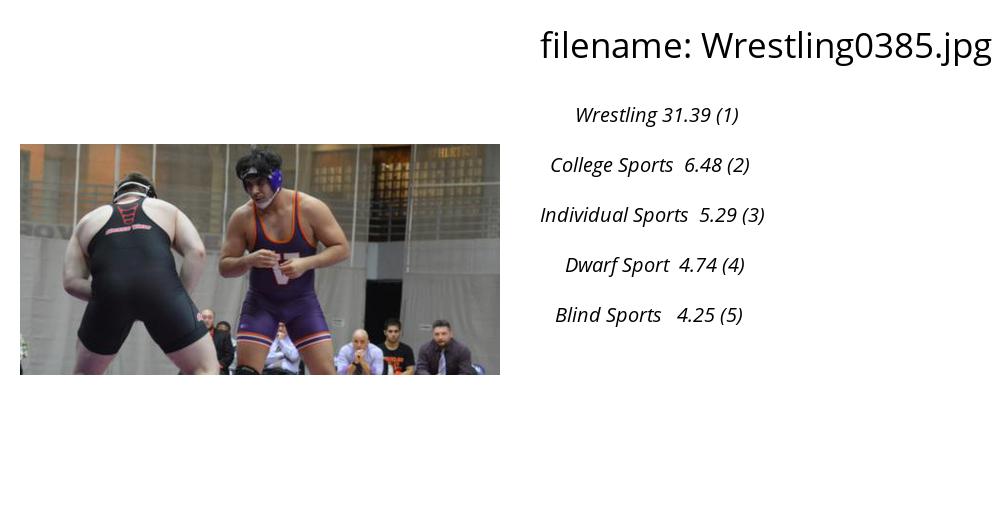 filename: Wrestling0385.jpg
Wrestling 31.39 (1)
College Sports 6.48 (2)
Individual Sports 5.29 (3)
Dwarf Sport 4.74 (4)
Blind Sports 4.25 (5)
V